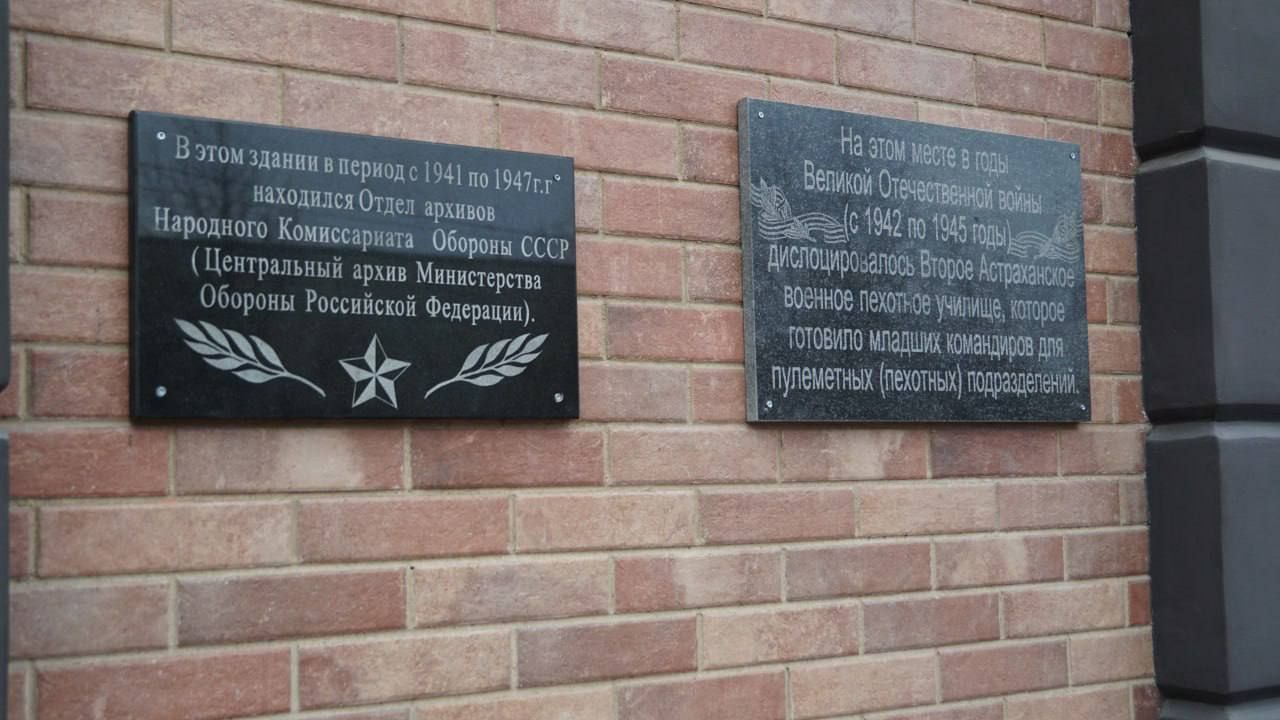 В этом здании в период с 1941 по 1947г.г
находился Отдел архивов
Народного Комиссариата Обороны СССР
(Центральный архив Министерства
Обороны Российской Федерации).
На этом месте в годы
Великой Отечественной войны
(с 1942 по 1945 годы)
дислоцировалось Второе Астраханское
военное пехотное училище, которое
готовило младших командиров для
пулеметных (пехотных) подразделений.